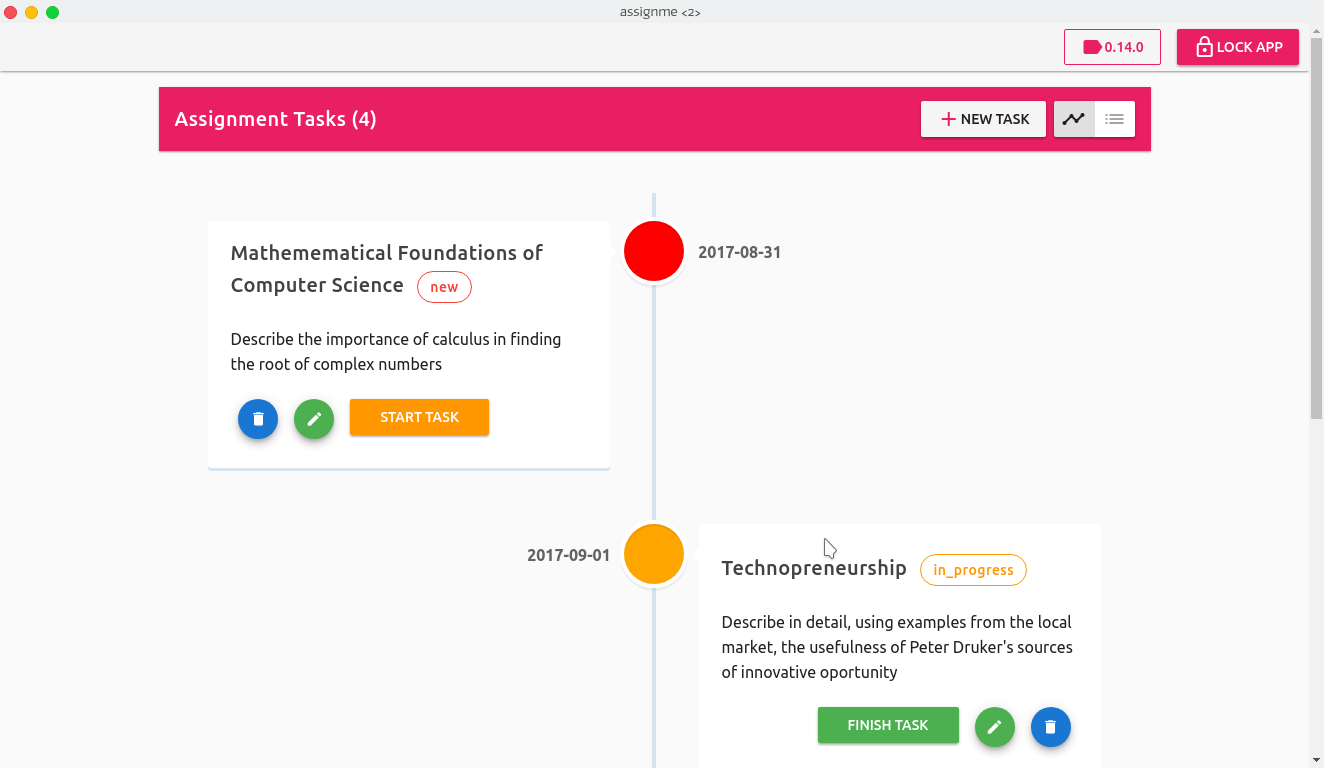 assignme <2>
0.14.0
LOCK APP
Assignment Tasks (4)
NEW TASK
Mathemematical Foundations of
Computer Science new
2017-08-31
Describe the importance of calculus in finding
the root of complex numbers
START TASK
2017-09-01
Technopreneurship in_progress
Describe in detail, using examples from the local
market, the usefulness of Peter Druker's sources
of innovative oportunity
FINISH TASK